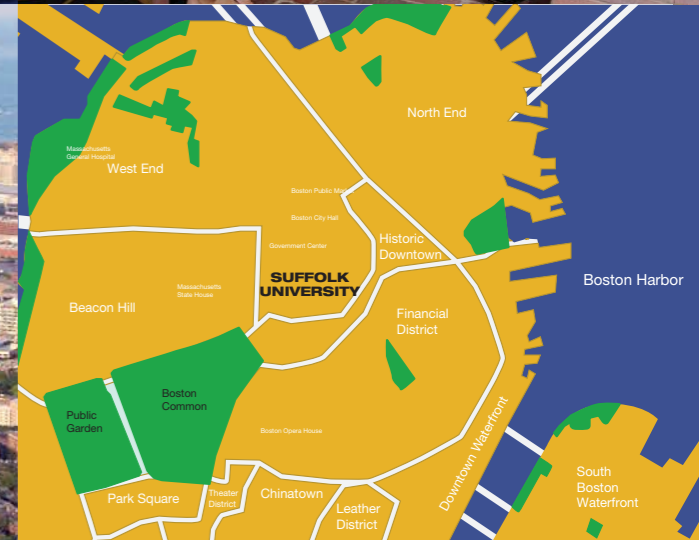 North End
Massachusetts
General Hospital
West End
Boston Public Market
Boston City Hall
Historic
Downtown
Government Center
SUFFOLK
UNIVERSITY
Boston Harbor
Massachusetts
State House
Beacon Hill
Financial
District
Boston
Common
Public
Garden
Boston Opera House
Downtown Waterfront
South
Boston
Waterfront
Park Square
Theater
District
Chinatown
Leather
District